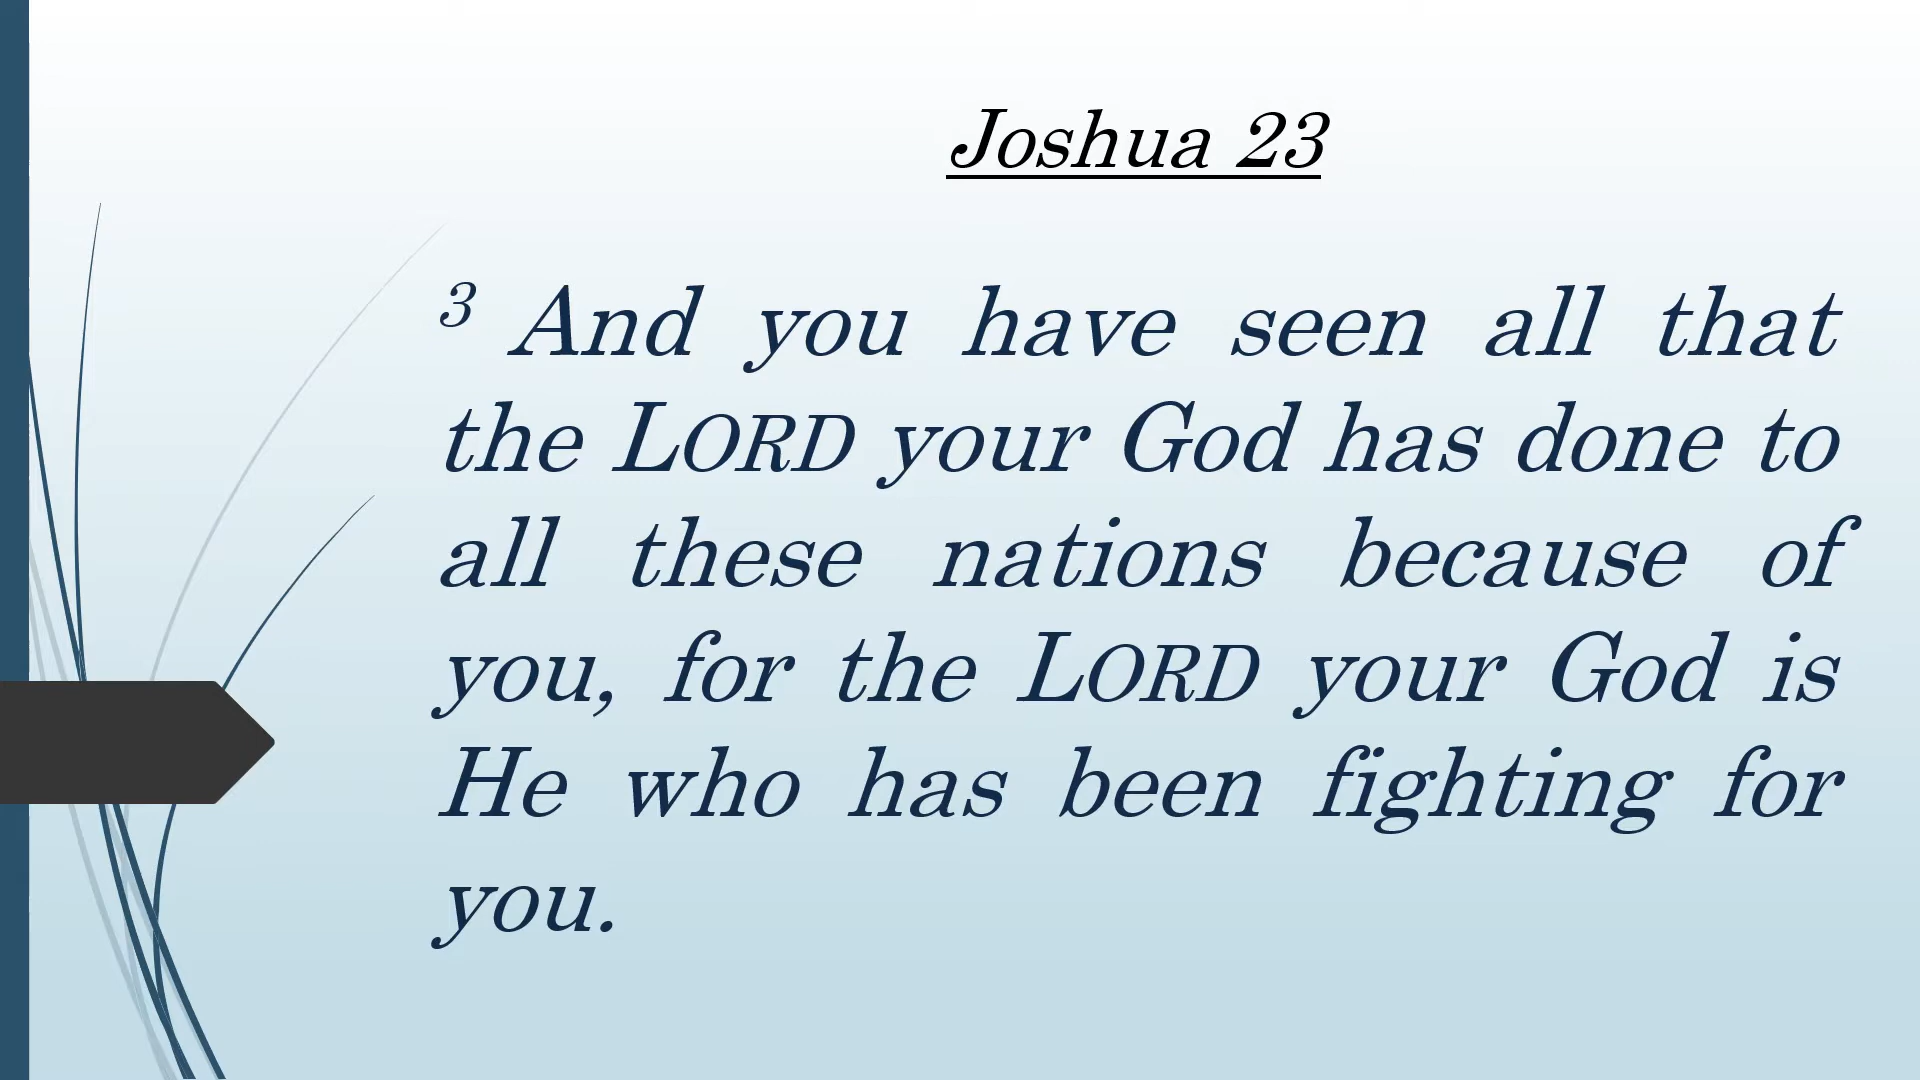 Joshua 23
3 And you have seen all that
the LORD your God has done to
all these nations because of
you, for the LORD your God is
He who has been fighting for
you.